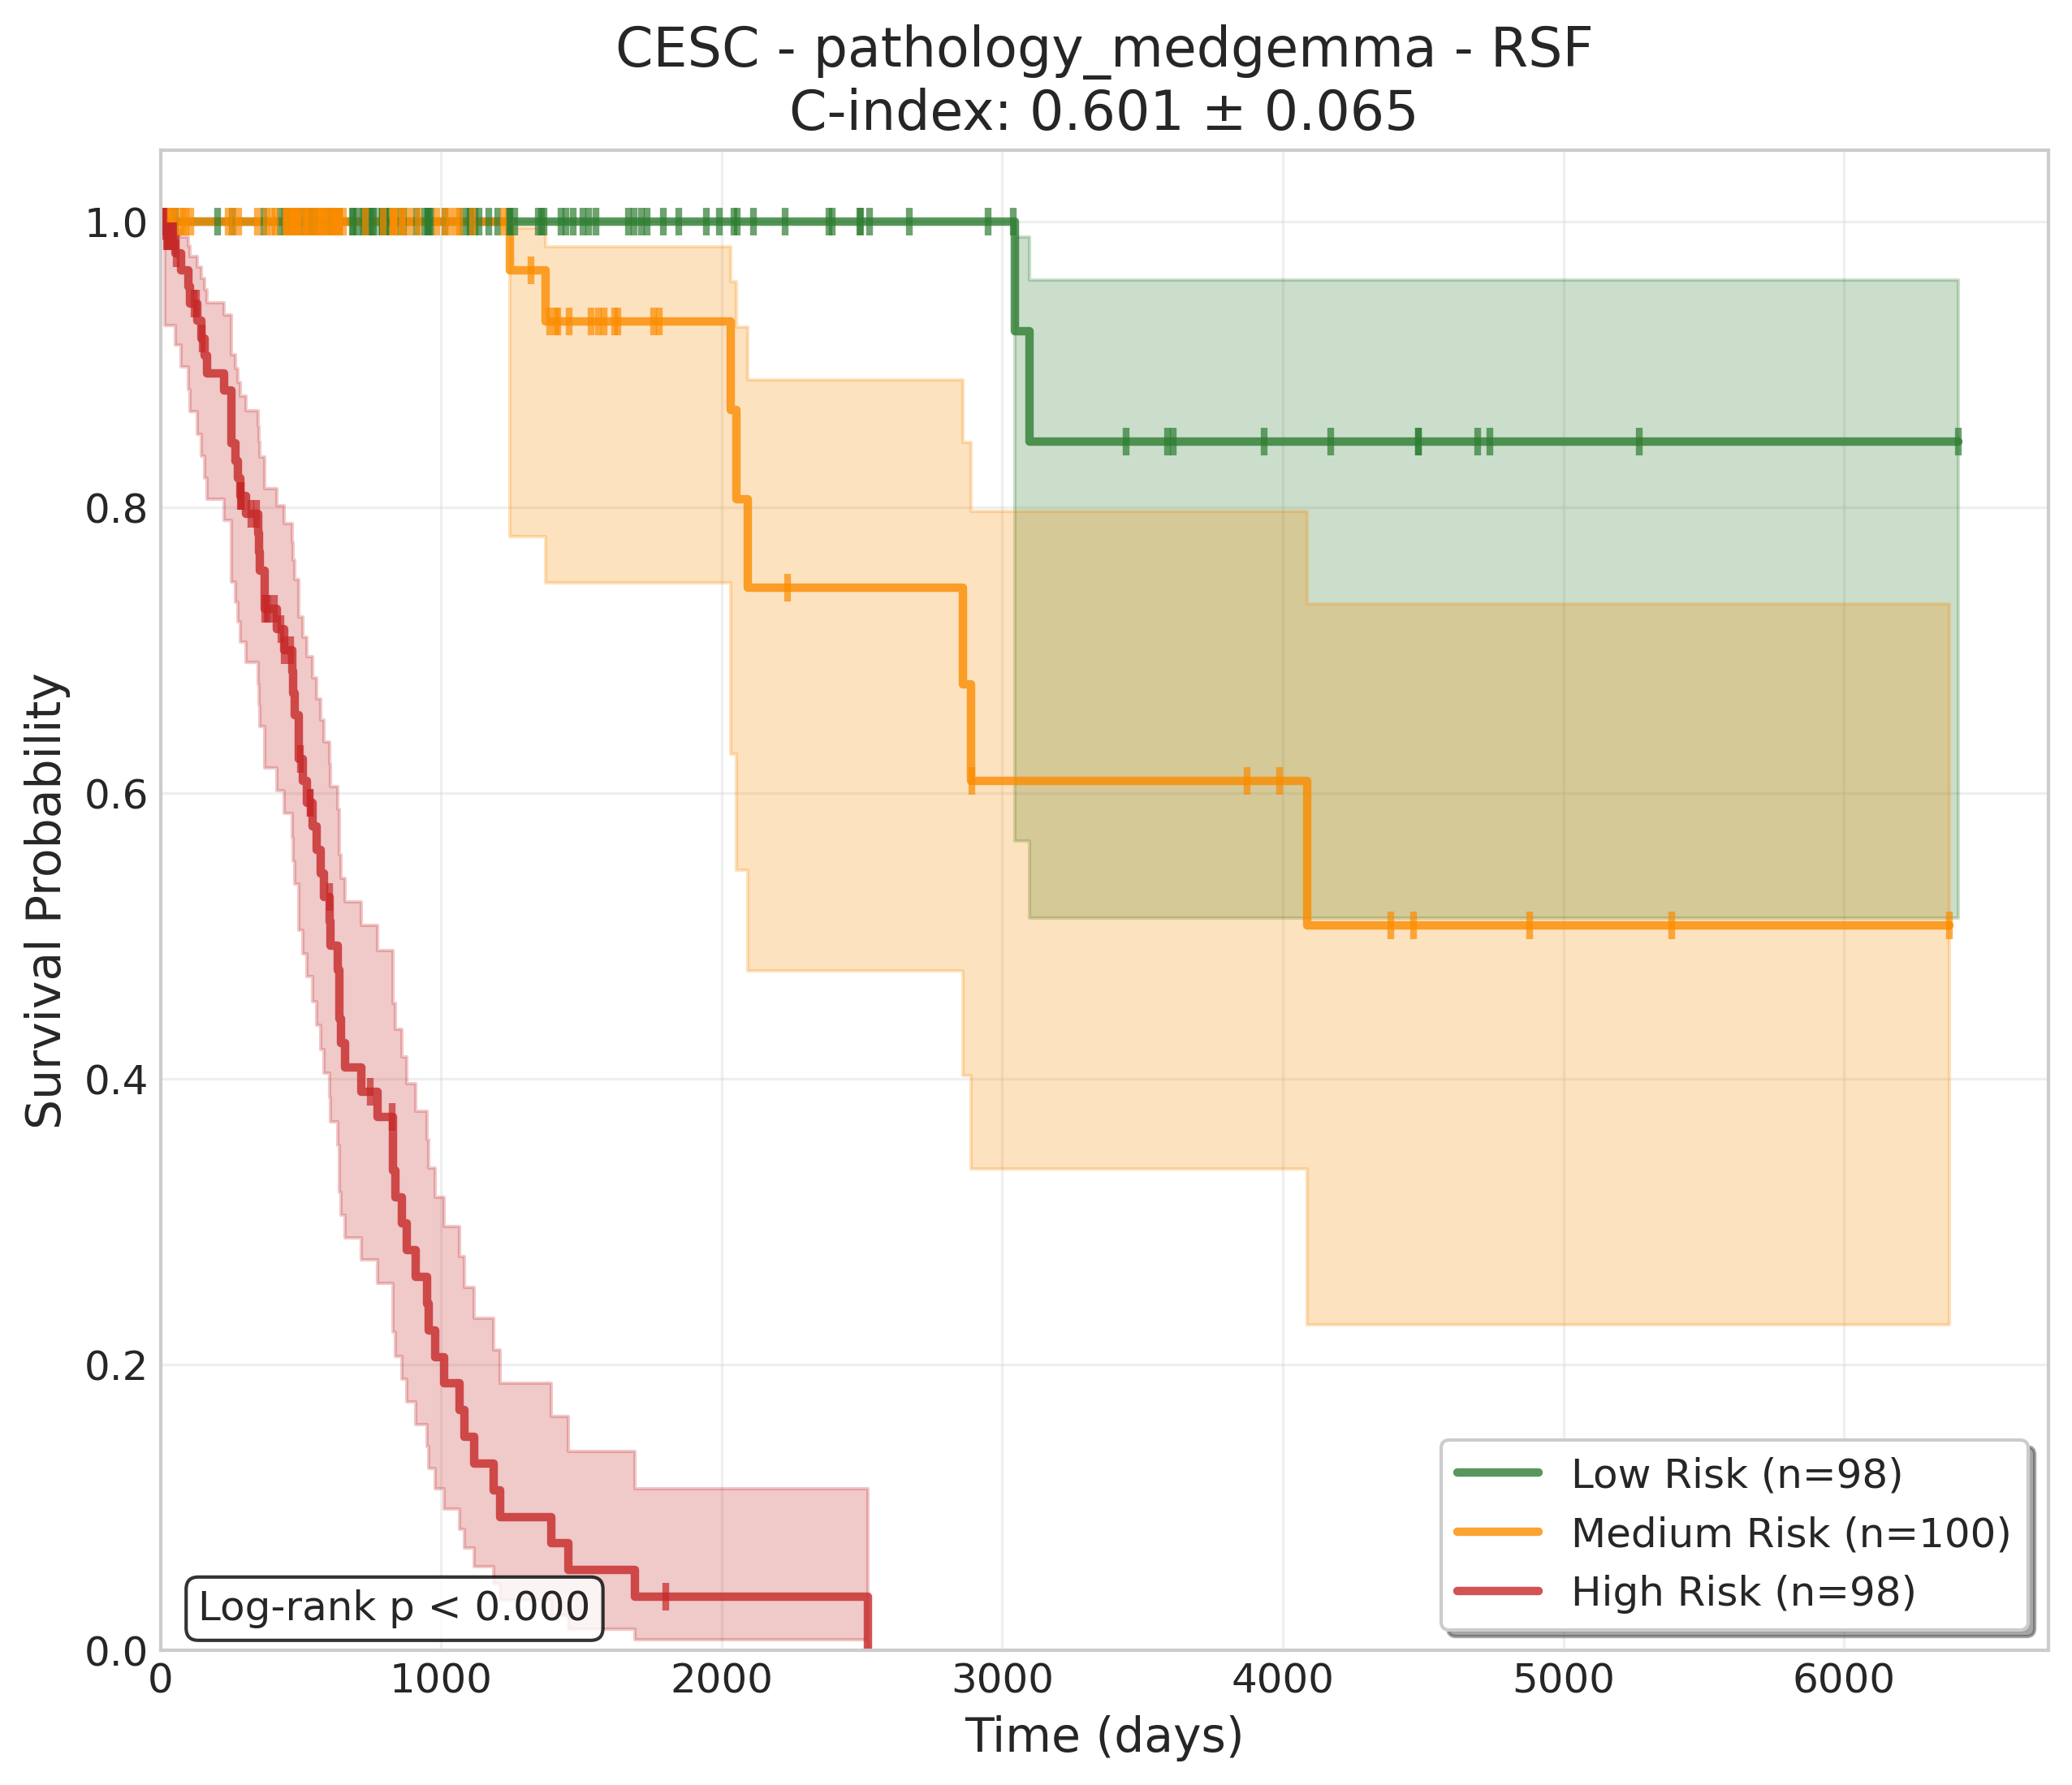 CESC - pathology_medgemma - RSF
C-index: 0.601 ± 0.065
Survival Probability
1.0
0.8
0.6
0.4
0.2
0.0
Log-rank p < 0.000
Low Risk (n=98)
Medium Risk (n=100)
High Risk (n=98)
0 1000 2000 3000 4000 5000 6000
Time (days)